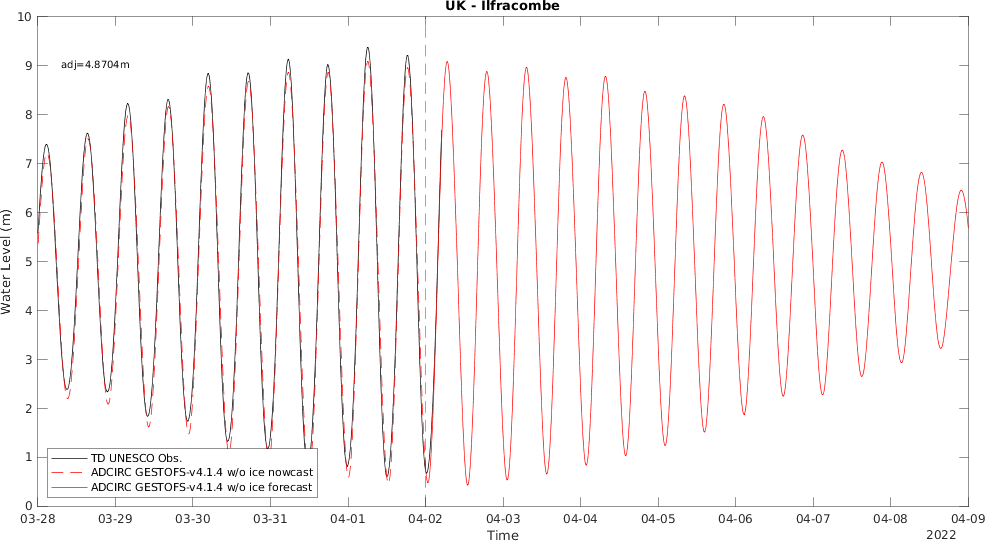 UK - Ilfracombe
10
9
8
7
6
5
4
3
2
1
0
Water Level (m)
adj=4.8704m
TD UNESCO Obs.
ADCIRC GESTOFS-v4.1.4 w/o ice nowcast
ADCIRC GESTOFS-v4.1.4 w/o ice forecast
03-28 03-29 03-30 03-31 04-01 04-02 04-03 04-04 04-05 04-06 04-07 04-08 04-09
Time
2022